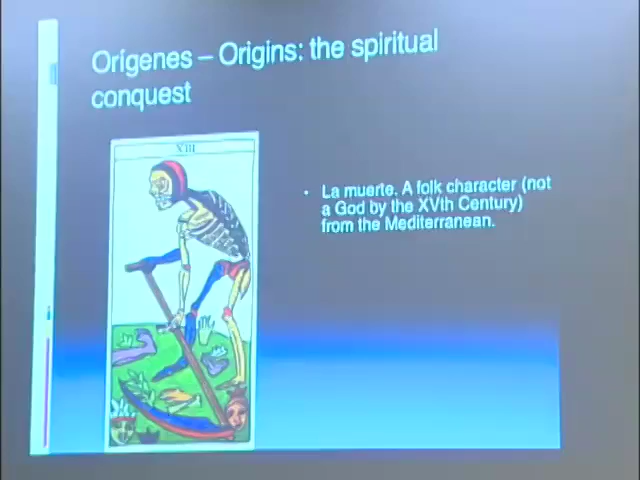 Orígenes – Origins: the spiritual
conquest
XIII
• La muerte. A folk character (not
a God by the XVth Century)
from the Mediterranean.